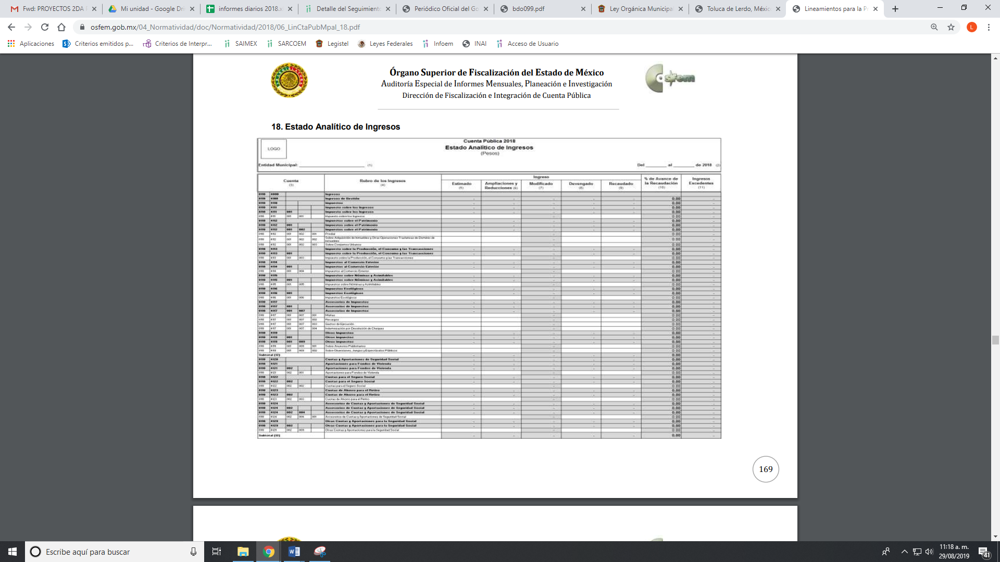 Fwd: PROYECTOS 2DA
Mi unidad - Google Dri
informes diarios 2018.x
Detalle del Seguimiento
Periódico Oficial del Go
bdo099.pdf
Ley Orgánica Municipal
Toluca de Lerdo, México
Lineamientos para la P
osfem.gob.mx/04_Normatividad/doc/Normatividad/2018/06_LinCtaPubMpal_18.pdf
L
Aplicaciones
Criterios emitidos p...
Criterios de Interpr...
SAIMEX
SARCOEM
Legistel
Leyes Federales
Infoem
INAI
Acceso de Usuario
Órgano Superior de Fiscalización del Estado de México
Auditoría Especial de Informes Mensuales, Planeación e Investigación
Dirección de Fiscalización e Integración de Cuenta Pública
osfem
18. Estado Analítico de Ingresos
LOGO
Cuenta Pública 2018
Estado Analítico de Ingresos
(Pesos)
Entidad Municipal: ____________ (1)
Del ________ al ________ de 2018 (2)
Cuenta (3)
Rubro de los Ingresos (4)
Ingreso
Estimado (5)
Ampliaciones y Reducciones (6)
Modificado (7)
Devengado (8)
Recaudado (9)
% de Avance de la Recaudación (10)
Ingresos Excedentes (11)
8110 4000 Ingresos
8110 4100 Ingresos de Gestión - - - - - 0.00 -
8110 4110 Impuestos - - - - - 0.00 -
8110 4111 Impuesto sobre los Ingresos - - - - - 0.00 -
8110 4111 001 Impuesto sobre los Ingresos - - - - - 0.00 -
8110 4111 001 001 Impuesto sobre los Ingresos - 0.00 -
8110 4112 Impuestos sobre el Patrimonio - - - - - 0.00 -
8110 4112 001 Impuestos sobre el Patrimonio - - - - - 0.00 -
8110 4112 001 002 Impuestos sobre el Patrimonio - - - - - 0.00 -
8110 4112 001 002 001 Predial - 0.00 -
8110 4112 001 002 002 Sobre Adquisición de Inmuebles y Otras Operaciones Traslativas de Dominio de Inmuebles - 0.00 -
8110 4112 001 002 003 Sobre Conjuntos Urbanos - 0.00 -
8110 4113 Impuesto sobre la Producción, el Consumo y las Transacciones - - - - - 0.00 -
8110 4113 001 Impuesto sobre la Producción, el Consumo y las Transacciones - - - - - 0.00 -
8110 4113 001 003 Impuesto sobre la Producción, el Consumo y las Transacciones - 0.00 -
8110 4114 Impuestos al Comercio Exterior - - - - - 0.00 -
8110 4114 001 Impuestos al Comercio Exterior - - - - - 0.00 -
8110 4114 001 004 Impuestos al Comercio Exterior - 0.00 -
8110 4115 Impuestos sobre Nóminas y Asimilables - - - - - 0.00 -
8110 4115 001 Impuestos sobre Nóminas y Asimilables - - - - - 0.00 -
8110 4115 001 005 Impuestos sobre Nóminas y Asimilables - 0.00 -
8110 4116 Impuestos Ecológicos - - - - - 0.00 -
8110 4116 001 Impuestos Ecológicos - - - - - 0.00 -
8110 4116 001 006 Impuestos Ecológicos - 0.00 -
8110 4117 Accesorios de Impuestos - - - - - 0.00 -
8110 4117 001 Accesorios de Impuestos - - - - - 0.00 -
8110 4117 001 007 Accesorios de Impuestos - - - - - 0.00 -
8110 4117 001 007 001 Multas - 0.00 -
8110 4117 001 007 002 Recargos - 0.00 -
8110 4117 001 007 003 Gastos de Ejecución - 0.00 -
8110 4117 001 007 004 Indemnización por Devolución de Cheques - 0.00 -
8110 4119 Otros Impuestos - - - - - 0.00 -
8110 4119 001 Otros Impuestos - - - - - 0.00 -
8110 4119 001 009 Otros Impuestos - - - - - 0.00 -
8110 4119 001 009 001 Sobre Anuncios Publicitarios - 0.00 -
8110 4119 001 009 002 Sobre Diversiones, Juegos y Espectáculos Públicos - 0.00 -
Subtotal (12) - - - - - 0.00 -
8110 4120 Cuotas y Aportaciones de Seguridad Social - - - - - 0.00 -
8110 4121 Aportaciones para Fondos de Vivienda - - - - - 0.00 -
8110 4121 002 Aportaciones para Fondos de Vivienda - - - - - 0.00 -
8110 4121 002 001 Aportaciones para Fondos de Vivienda - 0.00 -
8110 4122 Cuotas para el Seguro Social - - - - - 0.00 -
8110 4122 002 Cuotas para el Seguro Social - - - - - 0.00 -
8110 4122 002 002 Cuotas para el Seguro Social - 0.00 -
8110 4123 Cuotas de Ahorro para el Retiro - - - - - 0.00 -
8110 4123 002 Cuotas de Ahorro para el Retiro - - - - - 0.00 -
8110 4123 002 003 Cuotas de Ahorro para el Retiro - 0.00 -
8110 4124 Accesorios de Cuotas y Aportaciones de Seguridad Social - - - - - 0.00 -
8110 4124 002 Accesorios de Cuotas y Aportaciones de Seguridad Social - - - - - 0.00 -
8110 4124 002 004 Accesorios de Cuotas y Aportaciones de Seguridad Social - - - - - 0.00 -
8110 4124 002 004 001 Accesorios de Cuotas y Aportaciones de Seguridad Social - 0.00 -
8110 4129 Otras Cuotas y Aportaciones para la Seguridad Social - - - - - 0.00 -
8110 4129 002 Otras Cuotas y Aportaciones para la Seguridad Social - - - - - 0.00 -
8110 4129 002 009 Otras Cuotas y Aportaciones para la Seguridad Social - 0.00 -
Subtotal (12) - - - - - 0.00 -
169
Escribe aquí para buscar
11:18 a. m.
29/08/2019
41